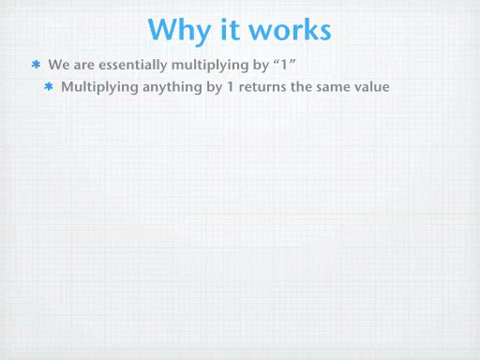 Why it works
We are essentially multiplying by “1”
Multiplying anything by 1 returns the same value